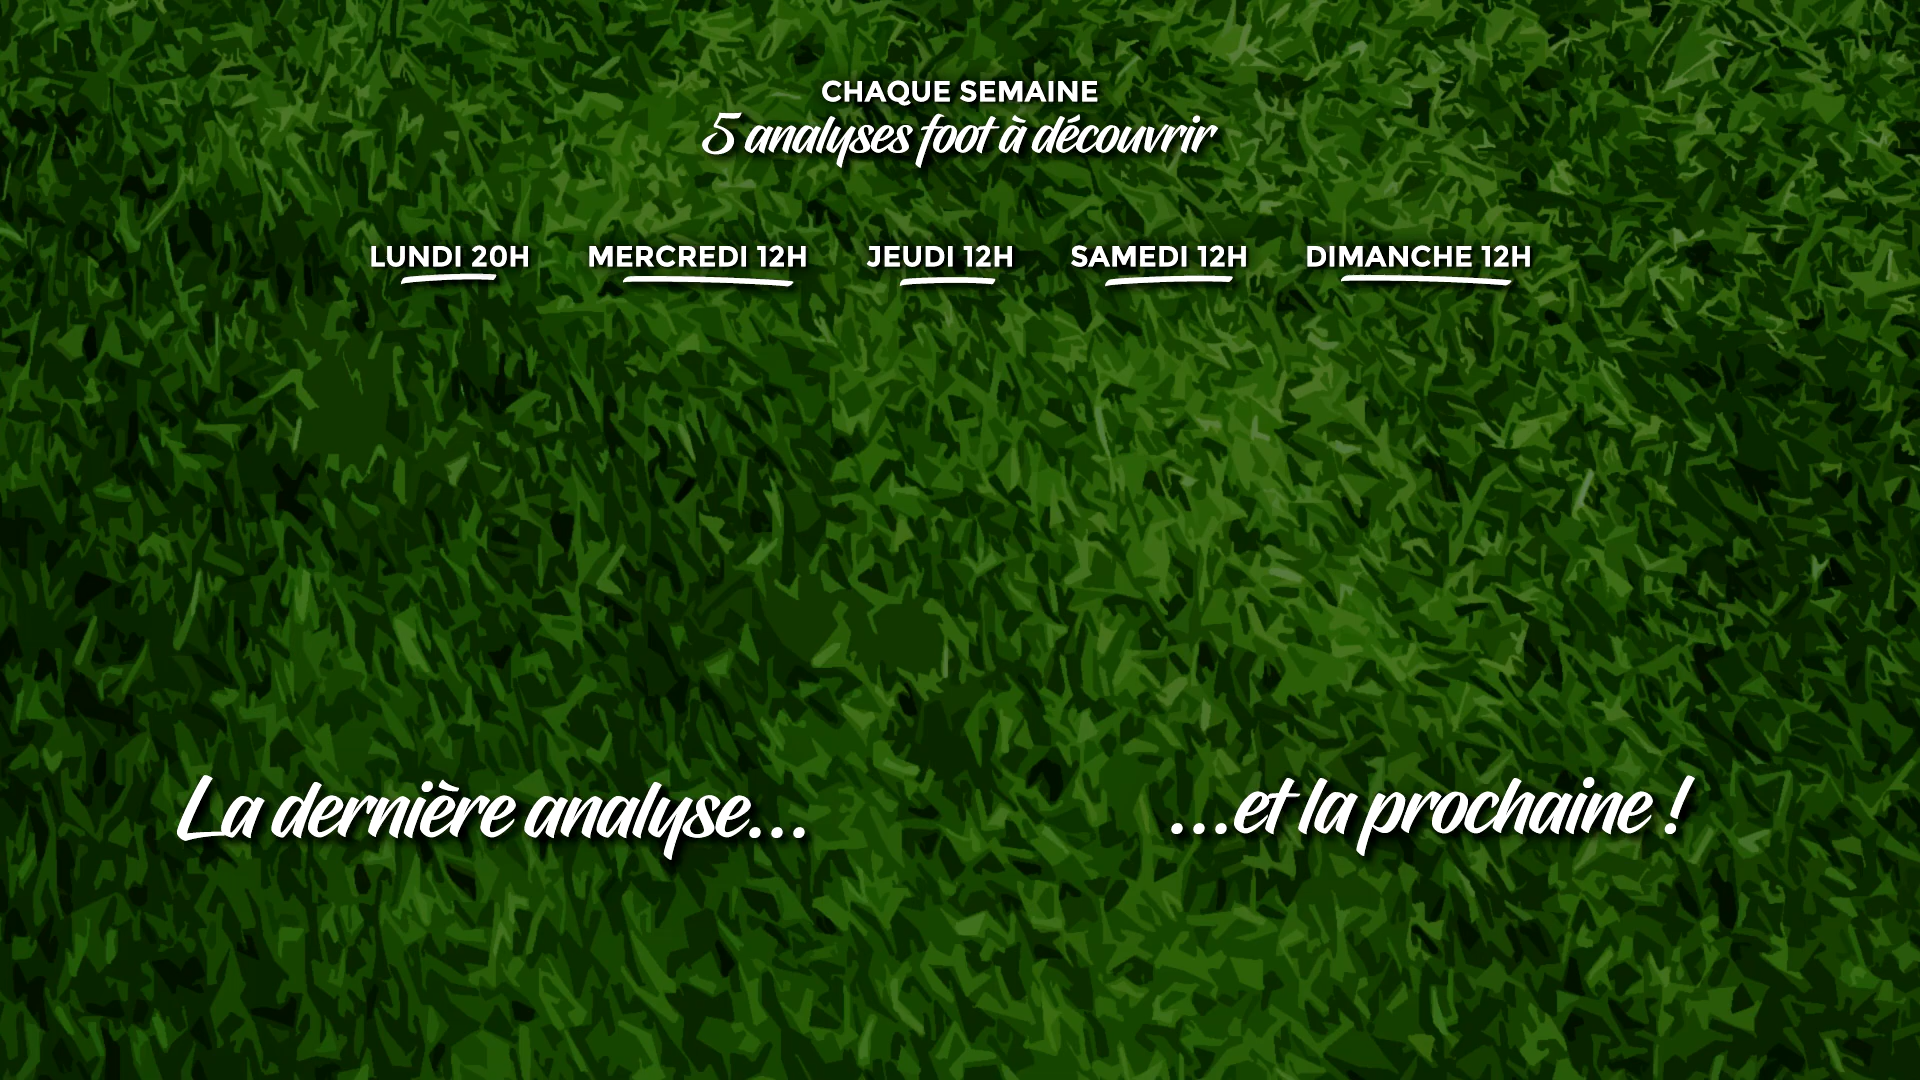 CHAQUE SEMAINE
5 analyses foot à découvrir
LUNDI 20H MERCREDI 12H JEUDI 12H SAMEDI 12H DIMANCHE 12H
La dernière analyse... ...et la prochaine !